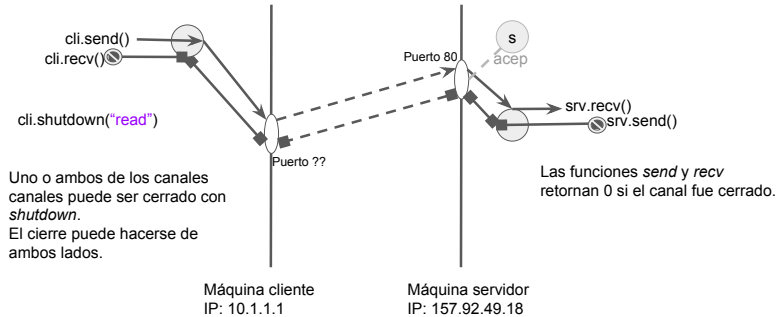 cli.send()
cli.recv()
cli.shutdown(“read”)
Uno o ambos de los canales
canales puede ser cerrado con
shutdown.
El cierre puede hacerse de
ambos lados.
Puerto ??
Máquina cliente
IP: 10.1.1.1
Puerto 80
s
acep
srv.recv()
srv.send()
Las funciones send y recv
retornan 0 si el canal fue cerrado.
Máquina servidor
IP: 157.92.49.18